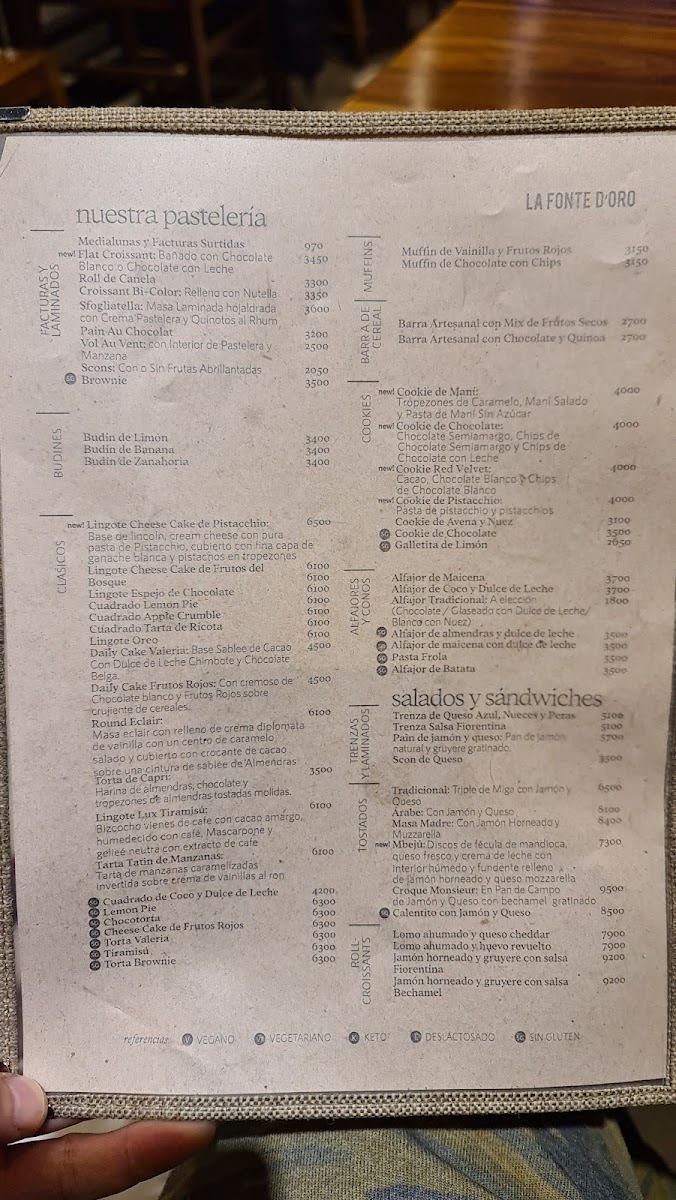 LA FONTE D'ORO
nuestra pastelería
FACTURAS Y
LAMINADOS
Medialunas y Facturas Surtidas 970
new! Flat Croissant: Bañado con Chocolate 3450
Blanco o Chocolate con Leche
Roll de Canela 3300
Croissant Bi-Color: Relleno con Nutella 3350
Sfogliatella: Masa Laminada hojaldrada 3600
con Crema Pastelera y Quinotos al Rhum
Pain Au Chocolat 3200
Vol Au Vent: con Interior de Pastelera y 2500
Manzana
Scons: Con o Sin Frutas Abrillantadas 2050
SG Brownie 3500
BUDINES
Budín de Limón 3400
Budín de Banana 3400
Budín de Zanahoria 3400
CLÁSICOS
new! Lingote Cheese Cake de Pistacchio: 6500
Base de lincoln, cream cheese con pura
pasta de Pistacchio, cubierto con fina capa de
ganache blanca y pistachos en tropezones
Lingote Cheese Cake de Frutos del 6100
Bosque
Lingote Espejo de Chocolate 6100
Cuadrado Lemon Pie 6100
Cuadrado Apple Crumble 6100
Cuadrado Tarta de Ricota 6100
Lingote Oreo 6100
Daily Cake Valeria: Base Sablee de Cacao 4500
Con Dulce de Leche Chimbote y Chocolate
Belga.
Daily Cake Frutos Rojos: Con cremoso de 4500
Chocolate blanco y Frutos Rojos sobre
crujiente de cereales.
Round Eclair: 6100
Masa eclair con relleno de crema diplomata
de vainilla con un centro de caramelo
salado y cubierto con crocante de cacao
sobre una cintura de sablée de Almendras
Torta de Capri: 3500
Harina de almendras, chocolate y
tropezones de almendras tostadas molidas.
Lingote Lux Tiramisú: 6100
Bizcocho vienés de café con cacao amargo,
humedecido con café, Mascarpone y
geleé neutra con extracto de café
Tarta Tatin de Manzanas: 6100
Tarta de manzanas caramelizadas
invertida sobre crema de vainillas al ron
SG Cuadrado de Coco y Dulce de Leche 4200
SG Lemon Pie 6300
SG Chocotorta 6300
SG Cheese Cake de Frutos Rojos 6300
SG Torta Valeria 6300
SG Tiramisú 6300
SG Torta Brownie 6300
MUFFINS
Muffin de Vainilla y Frutos Rojos 3150
Muffin de Chocolate con Chips 3150
BARRA DE
CEREAL
Barra Artesanal con Mix de Frutos Secos 2700
Barra Artesanal con Chocolate y Quinoa 2700
COOKIES
new! Cookie de Maní: 4000
Tropezones de Caramelo, Maní Salado
y Pasta de Maní Sin Azúcar
new! Cookie de Chocolate: 4000
Chocolate Semiamargo, Chips de
Chocolate Semiamargo y Chips de
Chocolate con Leche
new! Cookie Red Velvet: 4000
Cacao, Chocolate Blanco y Chips
de Chocolate Blanco
new! Cookie de Pistacchio: 4000
Pasta de pistacchio y pistacchios
Cookie de Avena y Nuez 3100
SG Cookie de Chocolate 3500
SG Galletita de Limón 2650
ALFAJORES
Y CONOS
Alfajor de Maicena 3700
Alfajor de Coco y Dulce de Leche 3700
Alfajor Tradicional: A elección 1800
(Chocolate / Glaseado con Dulce de Leche/
Blanco con Nuez)
SG Alfajor de almendras y dulce de leche 3500
SG Alfajor de maicena con dulce de leche 3500
SG Pasta Frola 3500
SG Alfajor de Batata 3500
salados y sándwiches
TRENZAS
Y LAMINADOS
Trenza de Queso Azul, Nueces y Peras 5100
Trenza Salsa Fiorentina 5100
Pain de jamón y queso: Pan de jamón 5700
natural y gruyere gratinado.
Scon de Queso 3500
TOSTADOS
Tradicional: Triple de Miga con Jamón y 6500
Queso
Árabe: Con Jamón y Queso 8100
Masa Madre: Con Jamón Horneado y 8400
Muzzarella
new! Mbejú: Discos de fécula de mandioca, 7300
queso fresco y crema de leche con
Interior húmedo y fundente relleno
de jamón horneado y queso mozzarella
Croque Monsieur: En Pan de Campo 9500
de Jamón y Queso con bechamel gratinado
SG Calentito con Jamón y Queso 8500
ROLL-
CROISSANTS
Lomo ahumado y queso cheddar 7900
Lomo ahumado y huevo revuelto 7900
Jamón horneado y gruyere con salsa 9200
Fiorentina
Jamón horneado y gruyere con salsa 9200
Bechamel
referencias: V VEGANO VG VEGETARIANO K KETO D DESLACTOSADO SG SIN GLUTEN